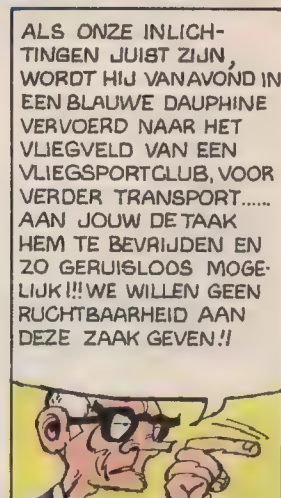 ALS ONZE INLICH-
TINGEN JUIST ZIJN,
WORDT HIJ VANAVOND IN
EEN BLAUWE DAUPHINE
VERVOERD NAAR HET
VLIEGVELD VAN EEN
VLIEGSPORTCLUB, VOOR
VERDER TRANSPORT......
AAN JOUW DE TAAK
HEM TE BEVRIJDEN EN
ZO GERUISLOOS MOGE-
LIJK!!! WE WILLEN GEEN
RUCHTBAARHEID AAN
DEZE ZAAK GEVEN!!